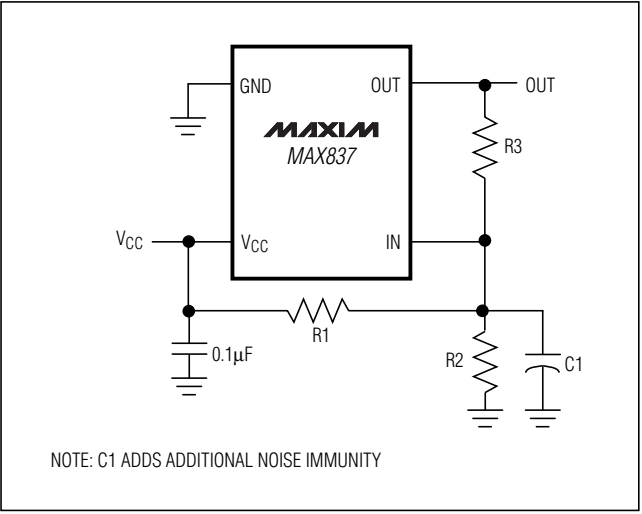 GND
OUT
OUT
MAXIM
MAX837
R3
VCC
VCC
IN
R1
0.1µF
R2
C1
NOTE: C1 ADDS ADDITIONAL NOISE IMMUNITY